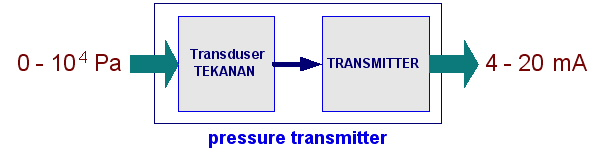 0 - 10⁴ Pa
Transduser
TEKANAN
TRANSMITTER
4 - 20 mA
pressure transmitter